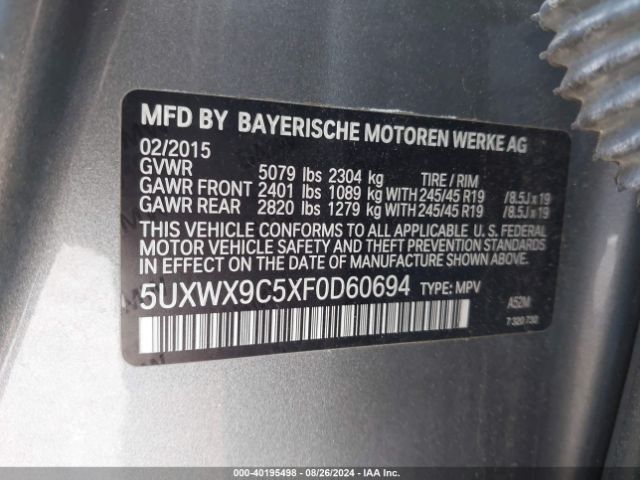 MFD BY BAYERISCHE MOTOREN WERKE AG
02/2015
GVWR 5079 lbs 2304 kg TIRE / RIM
GAWR FRONT 2401 lbs 1089 kg WITH 245/45 R19 /8.5J x 19
GAWR REAR 2820 lbs 1279 kg WITH 245/45 R19 /8.5J x 19
THIS VEHICLE CONFORMS TO ALL APPLICABLE U. S. FEDERAL
MOTOR VEHICLE SAFETY AND THEFT PREVENTION STANDARDS
IN EFFECT ON THE DATE OF MANUFACTURE SHOWN ABOVE.
5UXWX9C5XF0D60694 TYPE: MPV
A52M
7 320 730
000-40195498 - 08/26/2024 - IAA Inc.